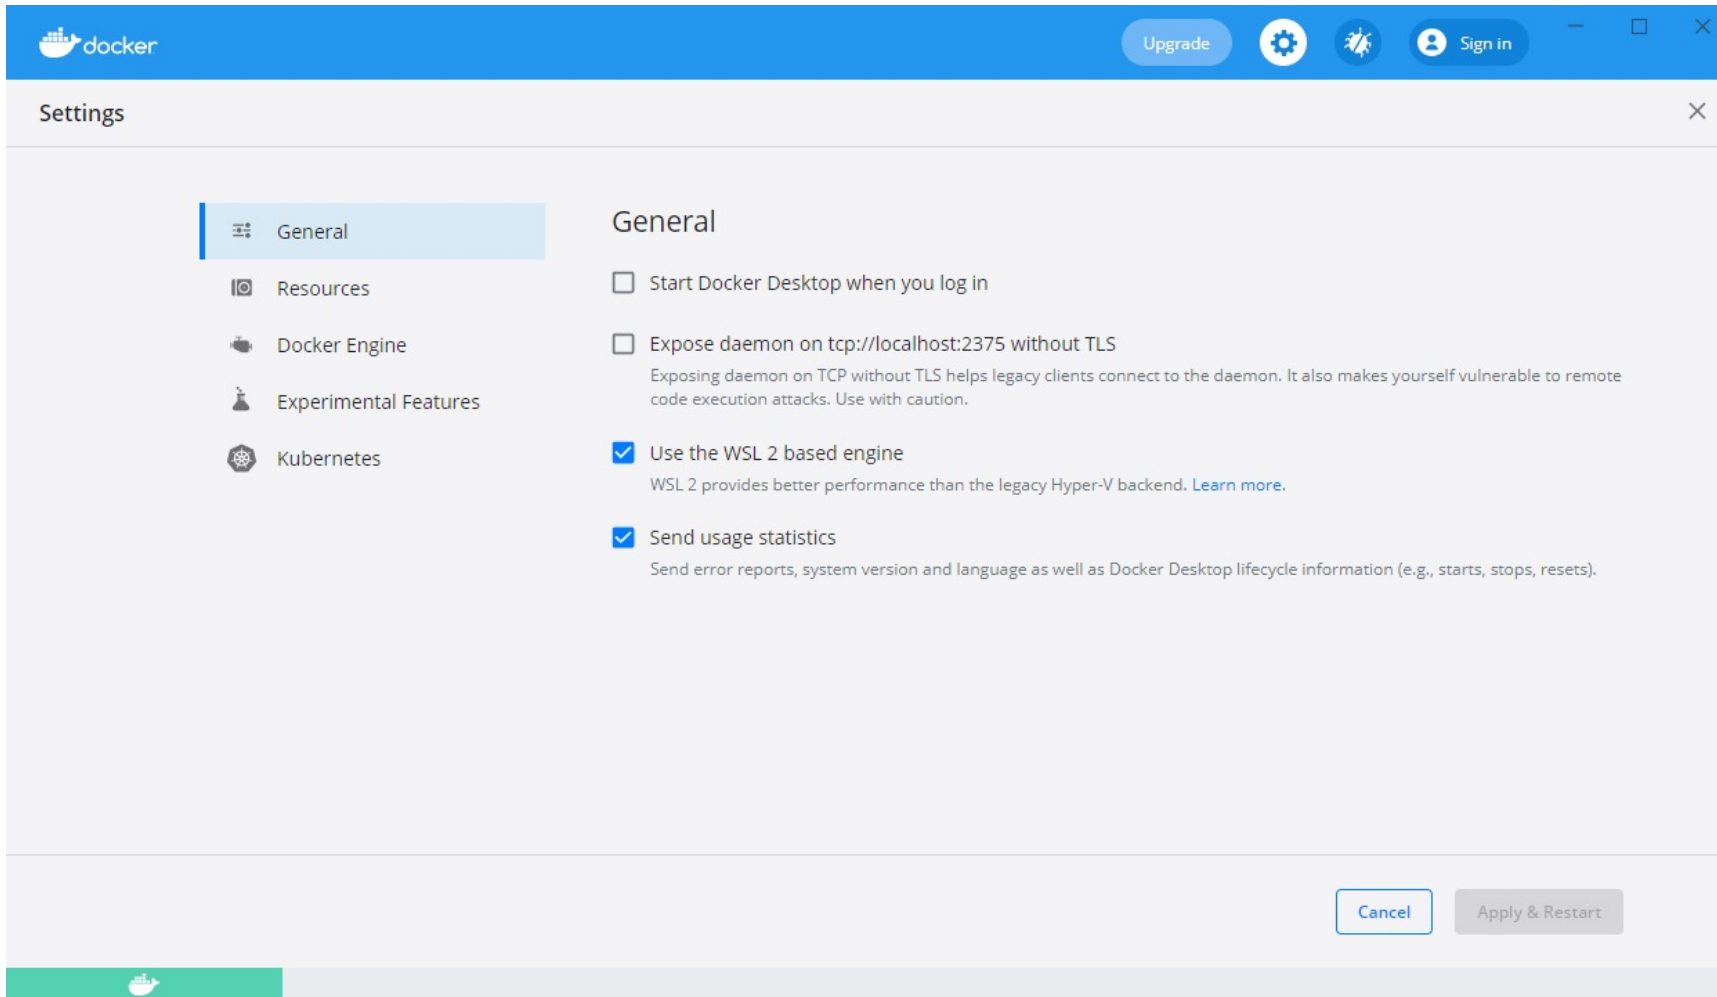 docker
Upgrade
Sign in
Settings
General
Resources
Docker Engine
Experimental Features
Kubernetes
General
Start Docker Desktop when you log in
Expose daemon on tcp://localhost:2375 without TLS
Exposing daemon on TCP without TLS helps legacy clients connect to the daemon. It also makes yourself vulnerable to remote
code execution attacks. Use with caution.
Use the WSL 2 based engine
WSL 2 provides better performance than the legacy Hyper-V backend. Learn more.
Send usage statistics
Send error reports, system version and language as well as Docker Desktop lifecycle information (e.g., starts, stops, resets).
Cancel
Apply & Restart